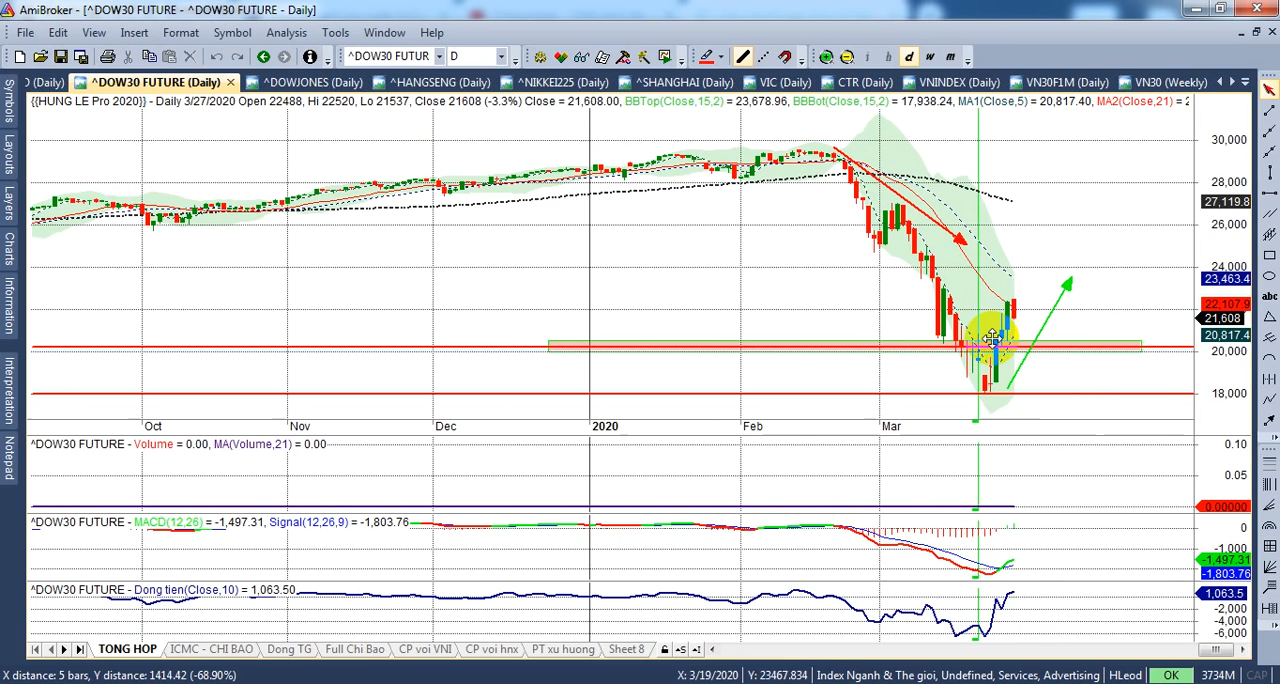 AmiBroker - [^DOW30 FUTURE - ^DOW30 FUTURE - Daily]
File Edit View Insert Format Symbol Analysis Tools Window Help
^DOW30 FUTUR D i h d w m
(Daily) ^DOW30 FUTURE (Daily) ^DOWJONES (Daily) ^HANGSENG (Daily) ^NIKKEI225 (Daily) ^SHANGHAI (Daily) VIC (Daily) CTR (Daily) VNINDEX (Daily) VN30F1M (Daily) VN30 (Weekly)
{{HUNG LE Pro 2020}} - Daily 3/27/2020 Open 22488, Hi 22520, Lo 21537, Close 21608 (-3.3%) Close = 21,608.00, BBTop(Close,15,2) = 23,678.96, BBBot(Close,15,2) = 17,938.24, MA1(Close,5) = 20,817.40, MA2(Close,21) = 2
Symbols
Layouts
Layers
Charts
Information
Interpretation
Notepad
30,000
28,000
27,119.8
26,000
24,000
23,463.4
22,107.9
21,608
20,817.4
20,000
18,000
abc
Oct Nov Dec 2020 Feb Mar
^DOW30 FUTURE - Volume = 0.00, MA(Volume,21) = 0.00
0.10
0.05
0.00000
^DOW30 FUTURE - MACD(12,26) = -1,497.31, Signal(12,26,9) = -1,803.76
0
-1,000
-1,497.31
-1,803.76
^DOW30 FUTURE - Dong tien(Close,10) = 1,063.50
1,063.5
-2,000
-4,000
-6,000
TONG HOP ICMC - CHI BAO Dong TG Full Chi Bao CP voi VNI CP voi hnx PT xu huong Sheet 8
X distance: 5 bars, Y distance: 1414.42 (-68.90%) X: 3/19/2020 Y: 23467.834 Index Nganh & The gioi, Undefined, Services, Advertising HLeod OK 3734M CAP